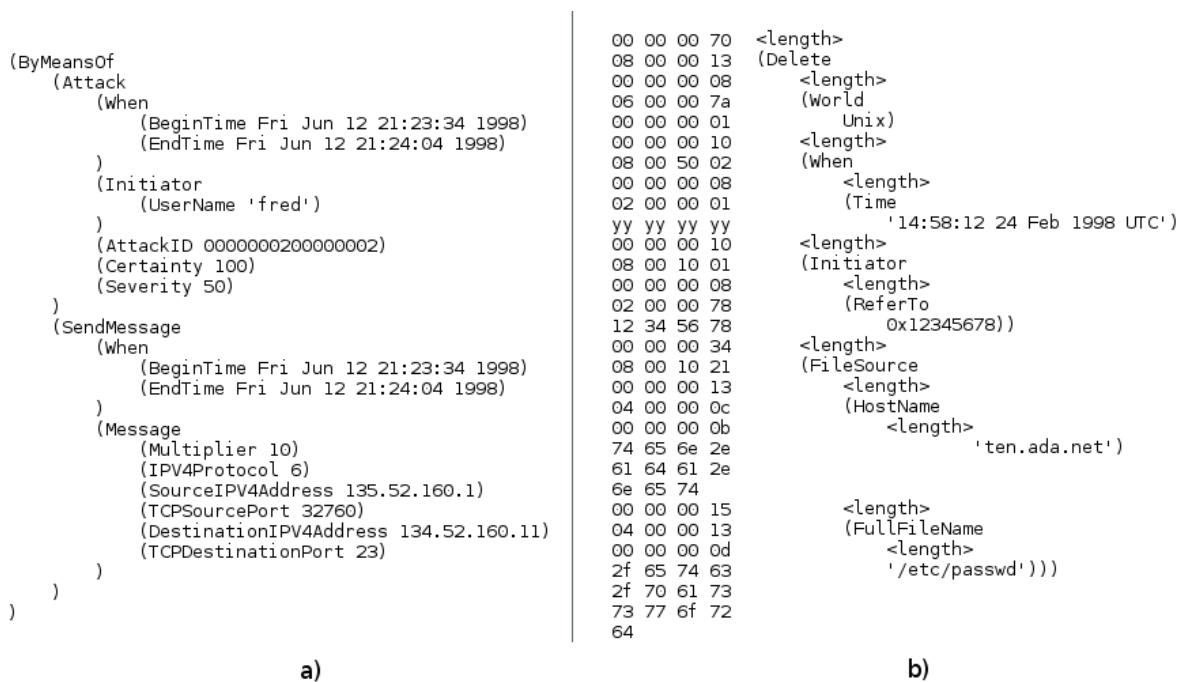 (ByMeansOf
(Attack
(When
(BeginTime Fri Jun 12 21:23:34 1998)
(EndTime Fri Jun 12 21:24:04 1998)
)
(Initiator
(UserName 'fred')
)
(AttackID 0000000200000002)
(Certainty 100)
(Severity 50)
)
(SendMessage
(When
(BeginTime Fri Jun 12 21:23:34 1998)
(EndTime Fri Jun 12 21:24:04 1998)
)
(Message
(Multiplier 10)
(IPV4Protocol 6)
(SourceIPV4Address 135.52.160.1)
(TCPSourcePort 32760)
(DestinationIPV4Address 134.52.160.11)
(TCPDestinationPort 23)
)
)
)
a)
00 00 00 70 <length>
08 00 00 13 (Delete
00 00 00 08 <length>
06 00 00 7a (World
00 00 00 01 Unix)
00 00 00 10 <length>
08 00 50 02 (When
00 00 00 08 <length>
02 00 00 01 (Time
yy yy yy yy '14:58:12 24 Feb 1998 UTC')
00 00 00 10 <length>
08 00 10 01 (Initiator
00 00 00 08 <length>
02 00 00 78 (ReferTo
12 34 56 78 0x12345678))
00 00 00 34 <length>
08 00 10 21 (FileSource
00 00 00 13 <length>
04 00 00 0c (HostName
00 00 00 0b <length>
74 65 6e 2e 'ten.ada.net')
61 64 61 2e
6e 65 74
00 00 00 15 <length>
04 00 00 13 (FullFileName
00 00 00 0d <length>
2f 65 74 63 '/etc/passwd')))
2f 70 61 73
73 77 6f 72
64
b)